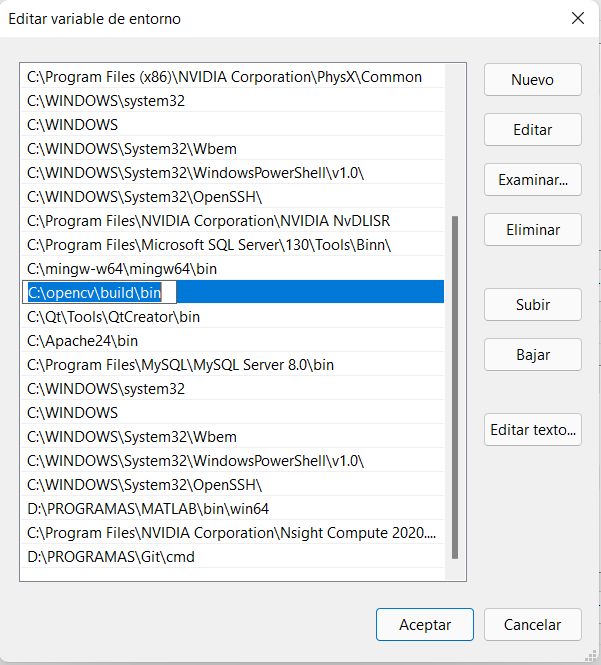 Editar variable de entorno
C:\Program Files (x86)\NVIDIA Corporation\PhysX\Common
C:\WINDOWS\system32
C:\WINDOWS
C:\WINDOWS\System32\Wbem
C:\WINDOWS\System32\WindowsPowerShell\v1.0\
C:\WINDOWS\System32\OpenSSH\
C:\Program Files\NVIDIA Corporation\NVIDIA NvDLISR
C:\Program Files\Microsoft SQL Server\130\Tools\Binn\
C:\mingw-w64\mingw64\bin
C:\opencv\build\bin
C:\Qt\Tools\QtCreator\bin
C:\Apache24\bin
C:\Program Files\MySQL\MySQL Server 8.0\bin
C:\WINDOWS\system32
C:\WINDOWS
C:\WINDOWS\System32\Wbem
C:\WINDOWS\System32\WindowsPowerShell\v1.0\
C:\WINDOWS\System32\OpenSSH\
D:\PROGRAMAS\MATLAB\bin\win64
C:\Program Files\NVIDIA Corporation\Nsight Compute 2020....
D:\PROGRAMAS\Git\cmd
Nuevo
Editar
Examinar...
Eliminar
Subir
Bajar
Editar texto...
Aceptar
Cancelar